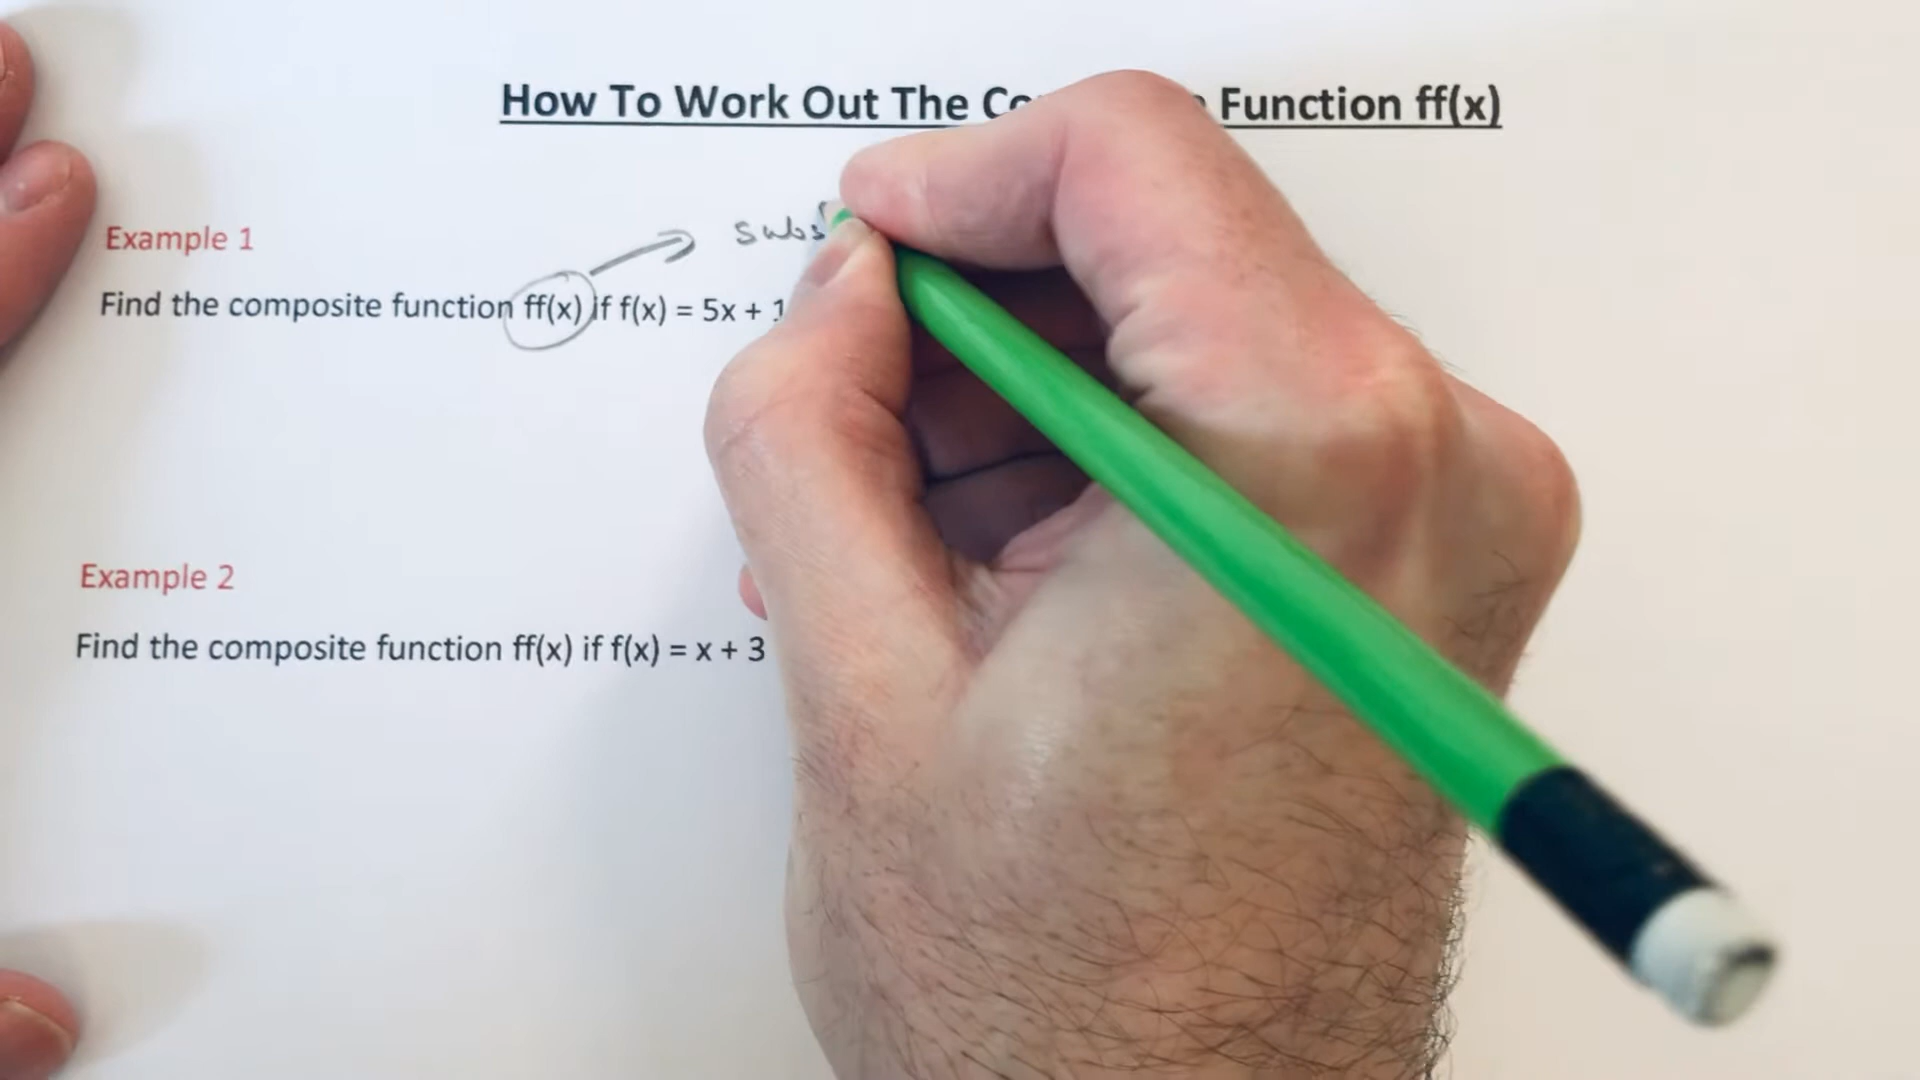 How To Work Out The Function ff(x)
subs
Example 1
Find the composite function ff(x) if f(x) = 5x + 1
Example 2
Find the composite function ff(x) if f(x) = x + 3